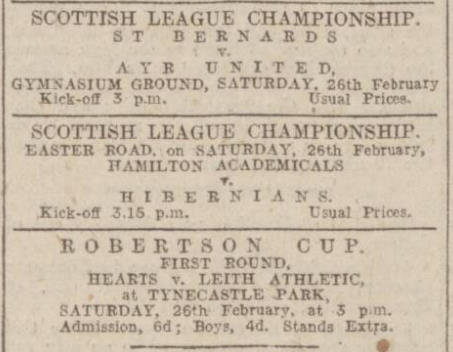 SCOTTISH LEAGUE CHAMPIONSHIP.
ST BERNARDS
v.
AYR UNITED,
GYMNASIUM GROUND, SATURDAY, 26th February
Kick-off 3 p.m. Usual Prices.
SCOTTISH LEAGUE CHAMPIONSHIP.
EASTER ROAD, on SATURDAY, 26th February,
HAMILTON ACADEMICALS
v.
HIBERNIANS.
Kick-off 3.15 p.m. Usual Prices.
ROBERTSON CUP.
FIRST ROUND,
HEARTS v. LEITH ATHLETIC,
at TYNECASTLE PARK,
SATURDAY, 26th February, at 3 p.m.
Admission, 6d; Boys, 4d. Stands Extra.